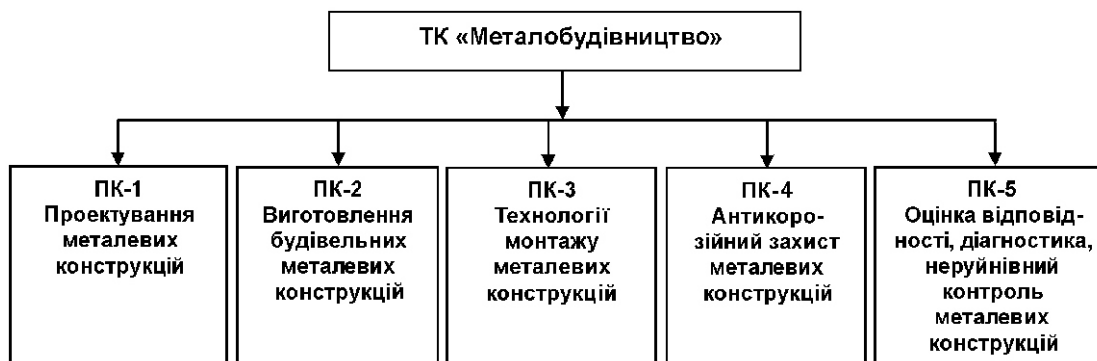 ТК «Металобудівництво»
ПК-1
Проектування
металевих
конструкцій
ПК-2
Виготовлення
будівельних
металевих
конструкцій
ПК-3
Технології
монтажу
металевих
конструкцій
ПК-4
Антикоро-
зійний захист
металевих
конструкцій
ПК-5
Оцінка відповід-
ності, діагностика,
неруйнівний
контроль
металевих
конструкцій